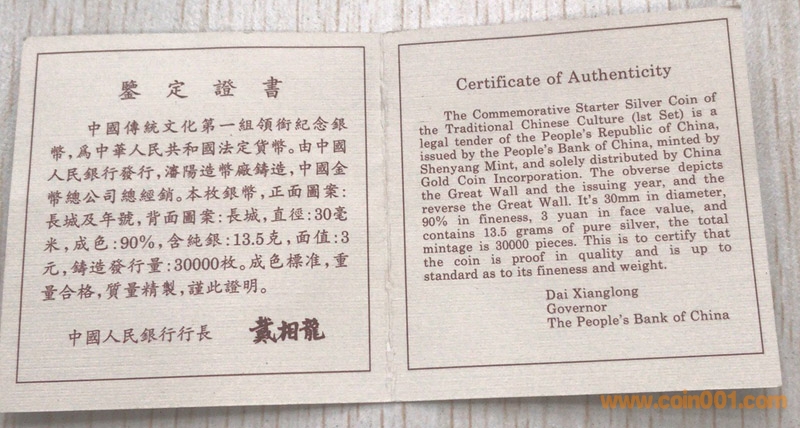 鑒定證書
中國傳統文化第一組領銜紀念銀
幣，爲中華人民共和國法定貨幣。由中國
人民銀行發行，瀋陽造幣廠鑄造，中國金
幣總公司總經銷。本枚銀幣，正面圖案：
長城及年號，背面圖案：長城，直徑：30毫
米，成色：90%，含純銀：13.5克，面值：3
元，鑄造發行量：30000枚。成色標准，重
量合格，質量精製，謹此證明。
中國人民銀行行長 戴相龍
Certificate of Authenticity
The Commemorative Starter Silver Coin of
the Traditional Chinese Culture (lst Set) is a
legal tender of the People's Republic of China,
issued by the People's Bank of China, minted by
Shenyang Mint, and solely distributed by China
Gold Coin Incorporation. The obverse depicts
the Great Wall and the issuing year, and the
reverse the Great Wall. It's 30mm in diameter,
90% in fineness, 3 yuan in face value, and
contains 13.5 grams of pure silver, the total
mintage is 30000 pieces. This is to certify that
the coin is proof in quality and is up to
standard as to its fineness and weight.
Dai Xianglong
Governor
The People's Bank of China
www.coin001.com